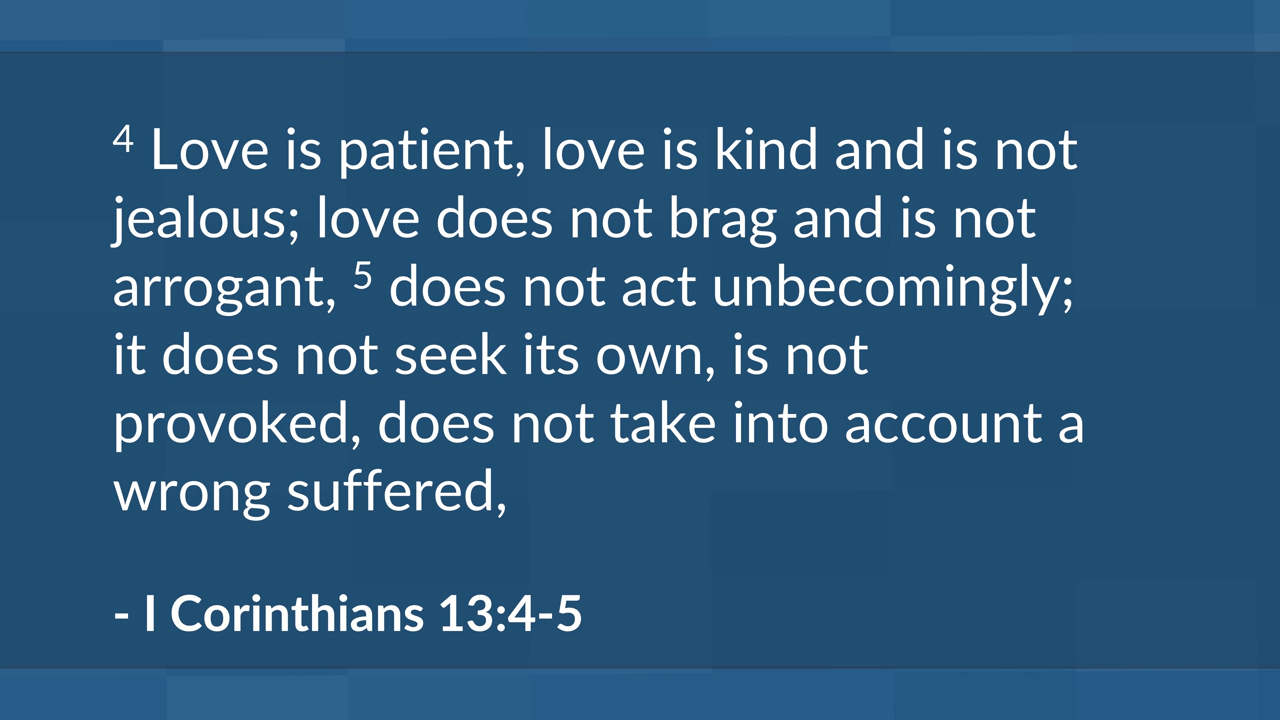 4 Love is patient, love is kind and is not
jealous; love does not brag and is not
arrogant, 5 does not act unbecomingly;
it does not seek its own, is not
provoked, does not take into account a
wrong suffered,
- I Corinthians 13:4-5